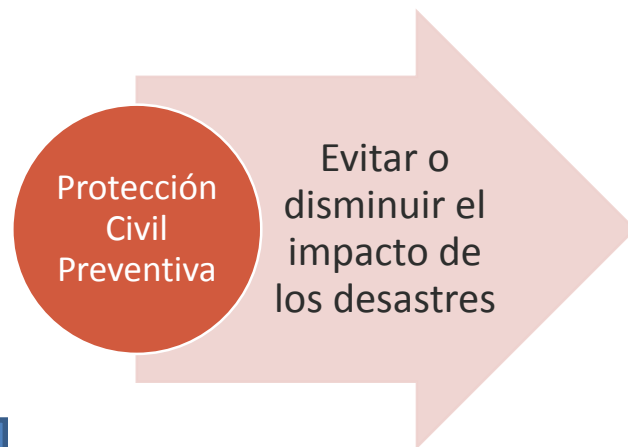 Protección
Civil
Preventiva
Evitar o
disminuir el
impacto de
los desastres